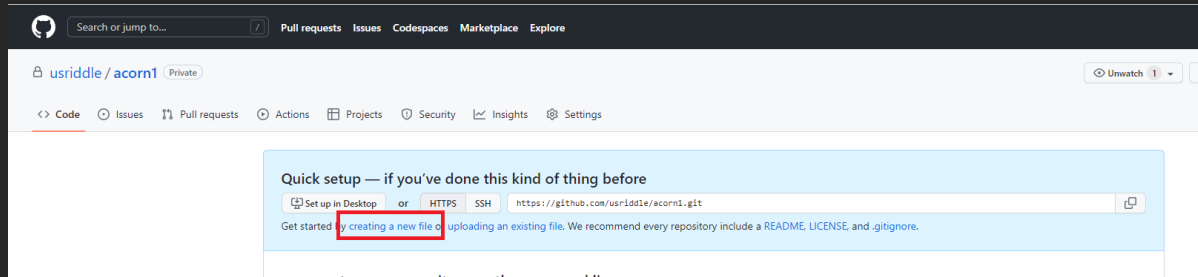 Search or jump to... / Pull requests Issues Codespaces Marketplace Explore
usriddle / acorn1 Private Unwatch 1
<> Code Issues Pull requests Actions Projects Security Insights Settings
Quick setup — if you've done this kind of thing before
Set up in Desktop or HTTPS SSH https://github.com/usriddle/acorn1.git
Get started by creating a new file or uploading an existing file. We recommend every repository include a README, LICENSE, and .gitignore.